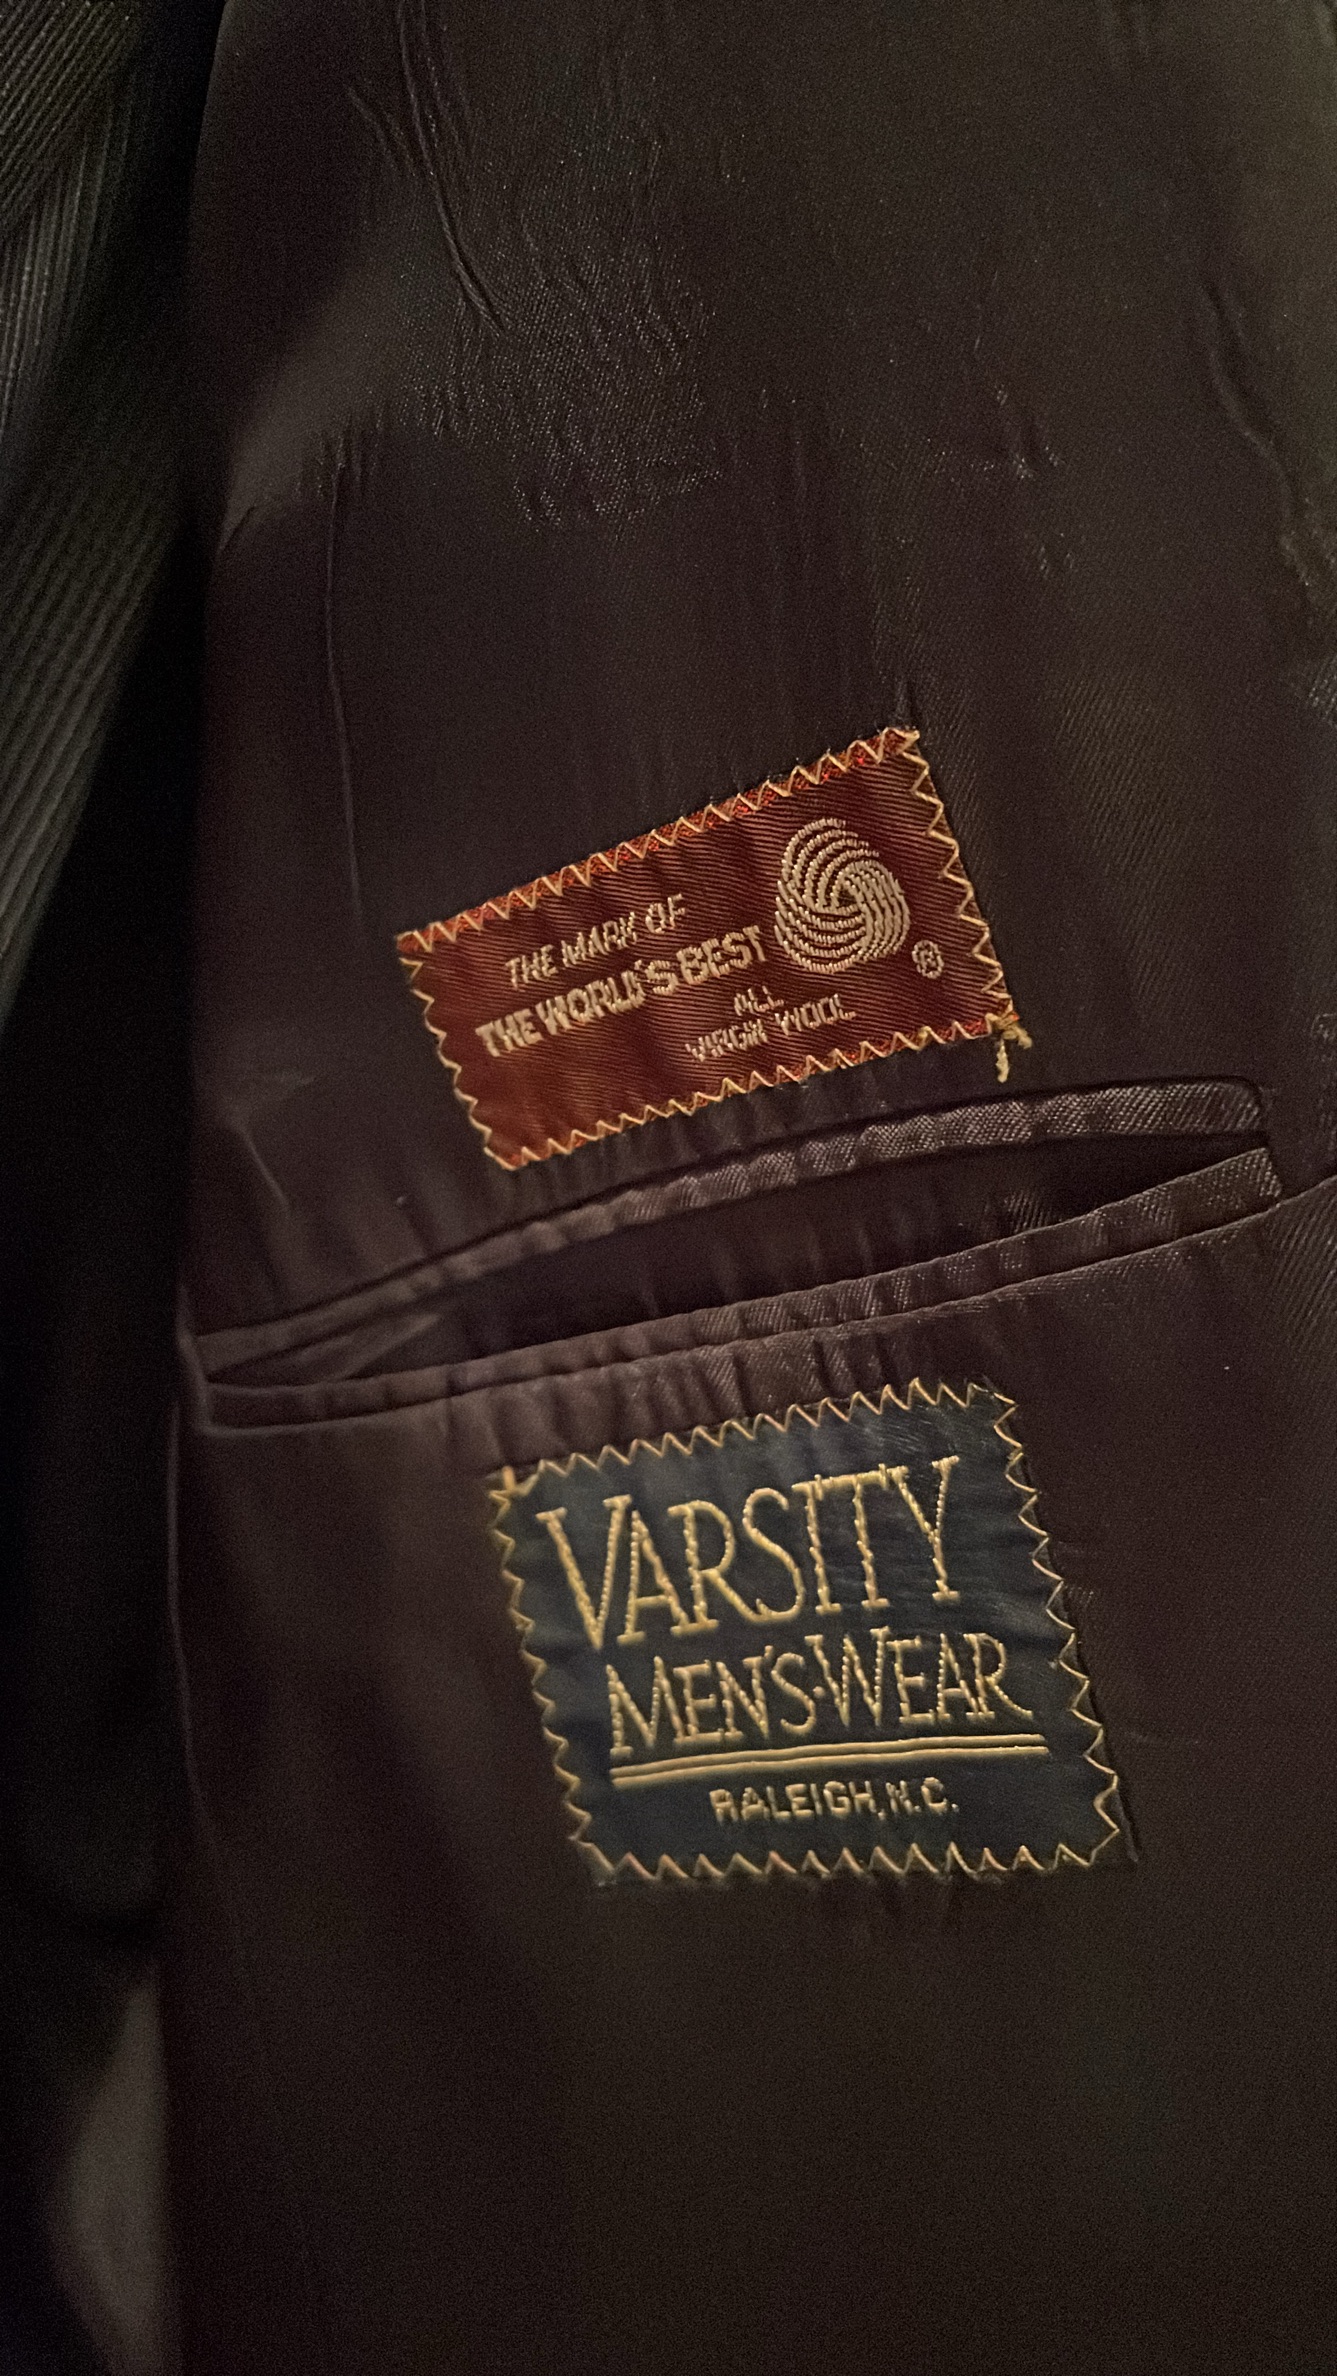 THE MARK OF
THE WORLD'S BEST
®
ALL
VIRGIN WOOL
VARSITY
MEN'S·WEAR
RALEIGH, N.C.